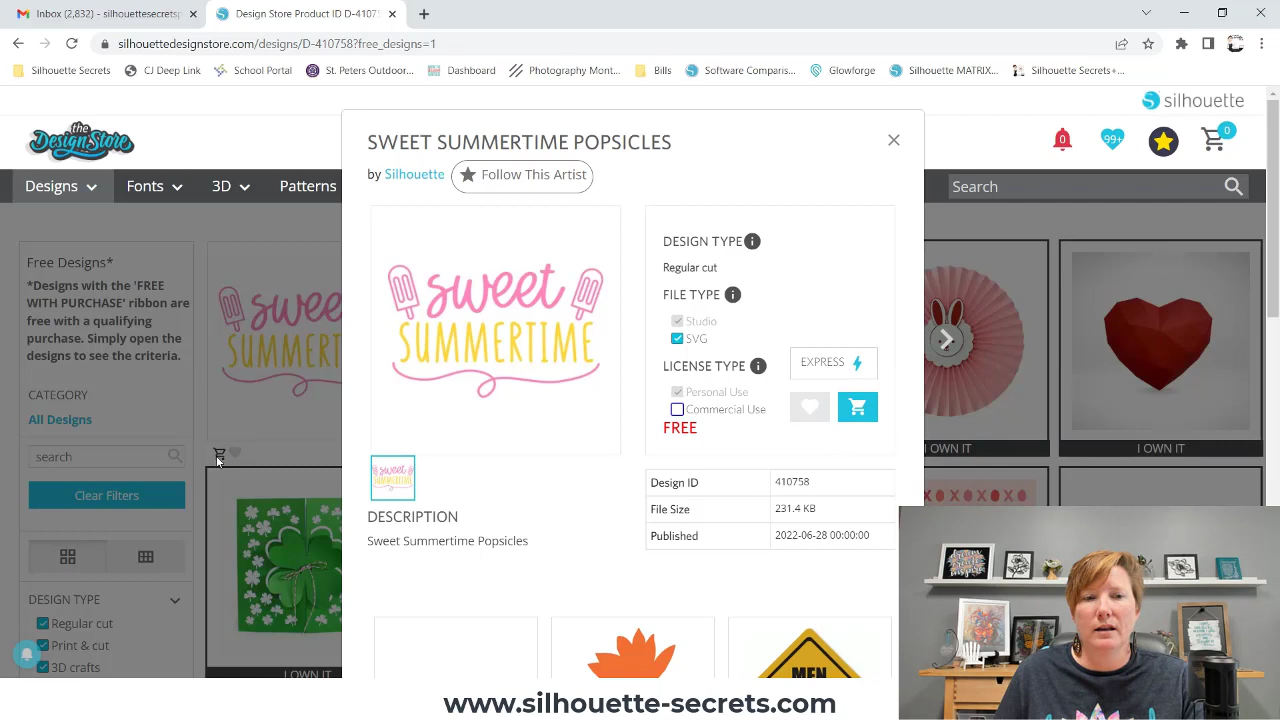 Inbox (2,832) - silhouettesecretsp
Design Store Product ID D-41075
silhouettedesignstore.com/designs/D-410758?free_designs=1
Silhouette Secrets
CJ Deep Link
School Portal
St. Peters Outdoor...
Dashboard
Photography Mont...
Bills
Software Comparis...
Glowforge
Silhouette MATRIX...
Silhouette Secrets+...
silhouette
the
Design Store
0
99+
0
Designs
Fonts
3D
Patterns
Search
SWEET SUMMERTIME POPSICLES
by Silhouette
Follow This Artist
sweet
SUMMERTIME
DESIGN TYPE
Regular cut
FILE TYPE
Studio
SVG
LICENSE TYPE
Personal Use
Commercial Use
FREE
EXPRESS
Design ID 410758
File Size 231.4 KB
Published 2022-06-28 00:00:00
sweet
SUMMERTIME
DESCRIPTION
Sweet Summertime Popsicles
MEN
Free Designs*
*Designs with the 'FREE
WITH PURCHASE' ribbon are
free with a qualifying
purchase. Simply open the
designs to see the criteria.
CATEGORY
All Designs
search
Clear Filters
DESIGN TYPE
Regular cut
Print & cut
3D crafts
I OWN IT
I OWN IT
I OWN IT
www.silhouette-secrets.com